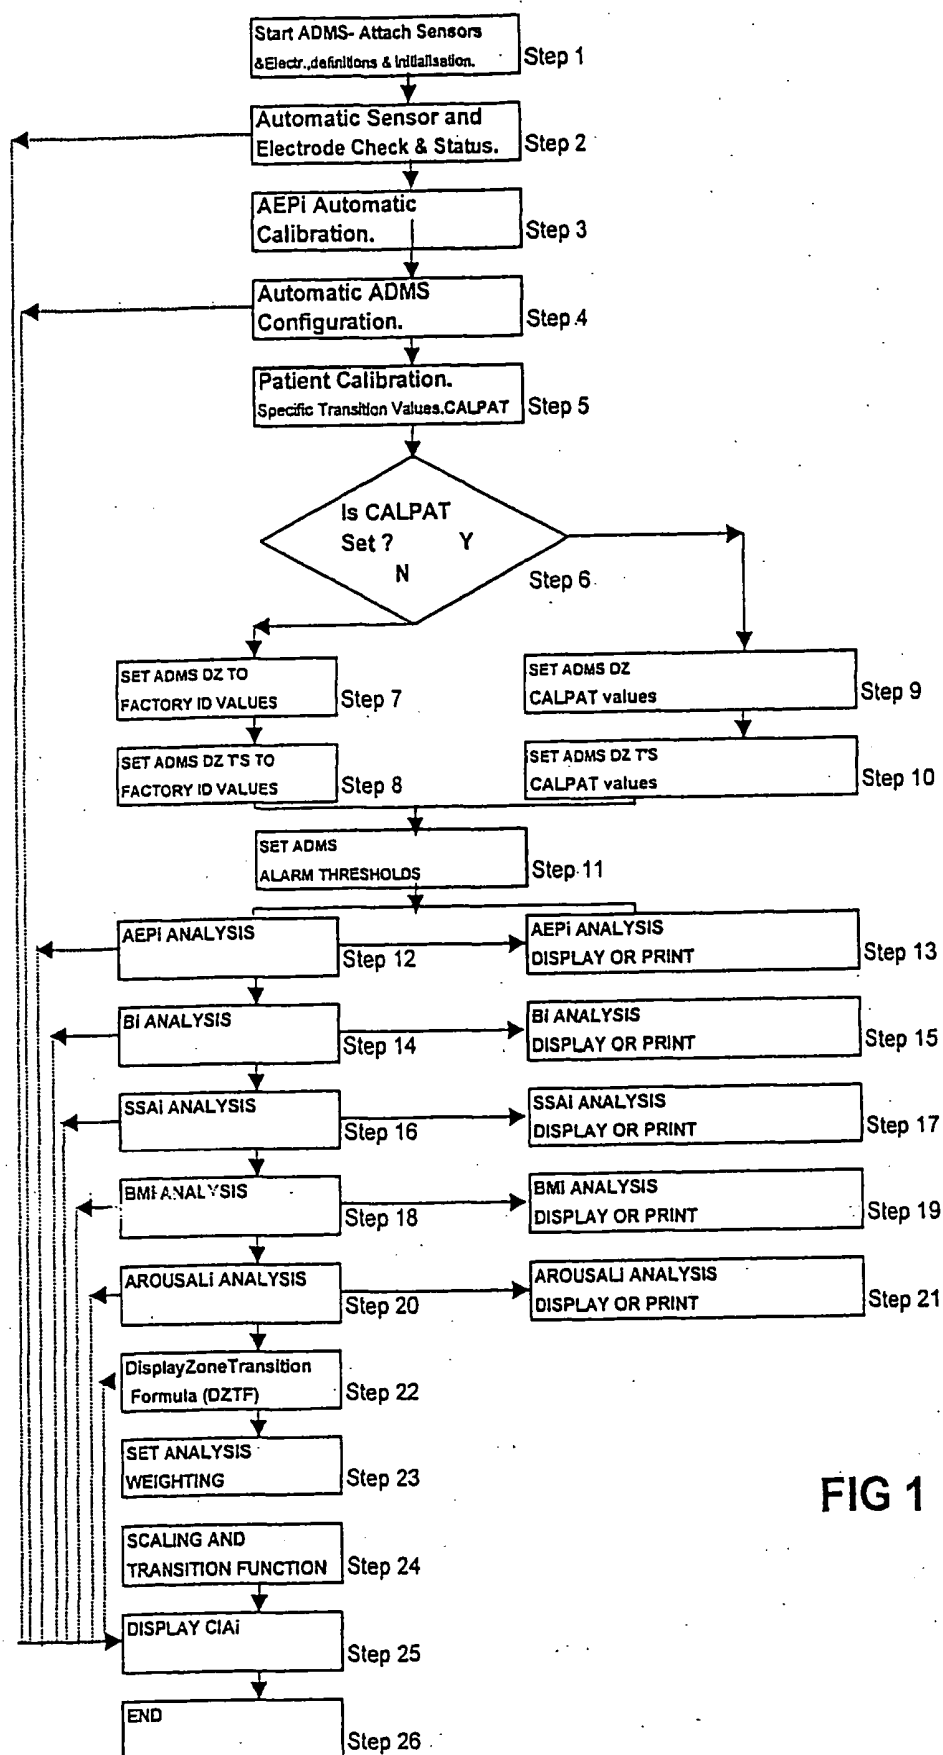 Start ADMS- Attach Sensors
&Electr.,definitions & initialisation.
Step 1
Automatic Sensor and
Electrode Check & Status.
Step 2
AEPi Automatic
Calibration.
Step 3
Automatic ADMS
Configuration.
Step 4
Patient Calibration.
Specific Transition Values.CALPAT
Step 5
Is CALPAT
Set ? Y
N
Step 6
SET ADMS DZ TO
FACTORY ID VALUES
Step 7
SET ADMS DZ
CALPAT values
Step 9
SET ADMS DZ T'S TO
FACTORY ID VALUES
Step 8
SET ADMS DZ T'S
CALPAT values
Step 10
SET ADMS
ALARM THRESHOLDS
Step 11
AEPi ANALYSIS
Step 12
AEPi ANALYSIS
DISPLAY OR PRINT
Step 13
Bi ANALYSIS
Step 14
Bi ANALYSIS
DISPLAY OR PRINT
Step 15
SSAi ANALYSIS
Step 16
SSAi ANALYSIS
DISPLAY OR PRINT
Step 17
BMi ANALYSIS
Step 18
BMi ANALYSIS
DISPLAY OR PRINT
Step 19
AROUSALi ANALYSIS
Step 20
AROUSALi ANALYSIS
DISPLAY OR PRINT
Step 21
DisplayZoneTransition
Formula (DZTF)
Step 22
SET ANALYSIS
WEIGHTING
Step 23
FIG 1
SCALING AND
TRANSITION FUNCTION
Step 24
DISPLAY CIAi
Step 25
END
Step 26